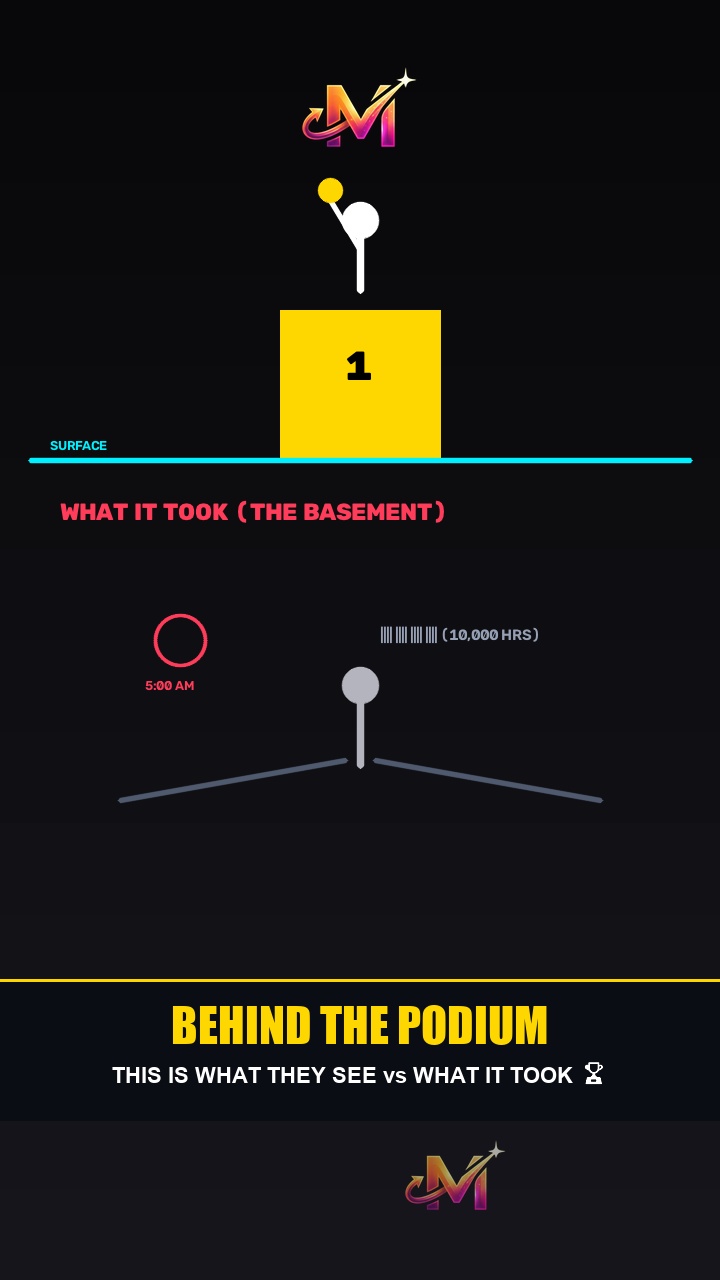 M
1
SURFACE
WHAT IT TOOK (THE BASEMENT)
|||| |||| |||| |||| (10,000 HRS)
5:00 AM
BEHIND THE PODIUM
THIS IS WHAT THEY SEE vs WHAT IT TOOK 🏆
M